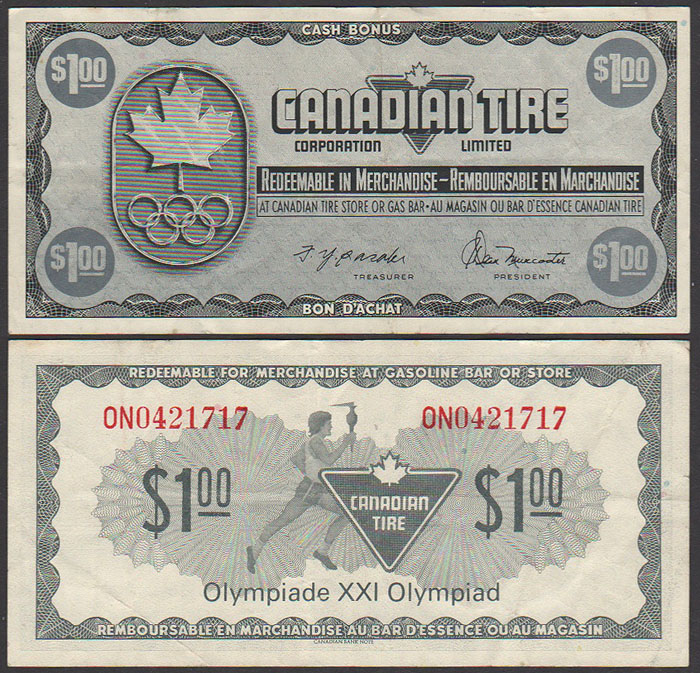 CASH BONUS
$1.00 $1.00
CANADIAN TIRE
CORPORATION LIMITED
REDEEMABLE IN MERCHANDISE – REMBOURSABLE EN MARCHANDISE
AT CANADIAN TIRE STORE OR GAS BAR • AU MAGASIN OU BAR D'ESSENCE CANADIAN TIRE
$1.00 $1.00
TREASURER PRESIDENT
BON D'ACHAT
REDEEMABLE FOR MERCHANDISE AT GASOLINE BAR OR STORE
ON0421717 ON0421717
$1.00 $1.00
CANADIAN
TIRE
Olympiade XXI Olympiad
REMBOURSABLE EN MARCHANDISE AU BAR D'ESSENCE OU AU MAGASIN
CANADIAN BANK NOTE